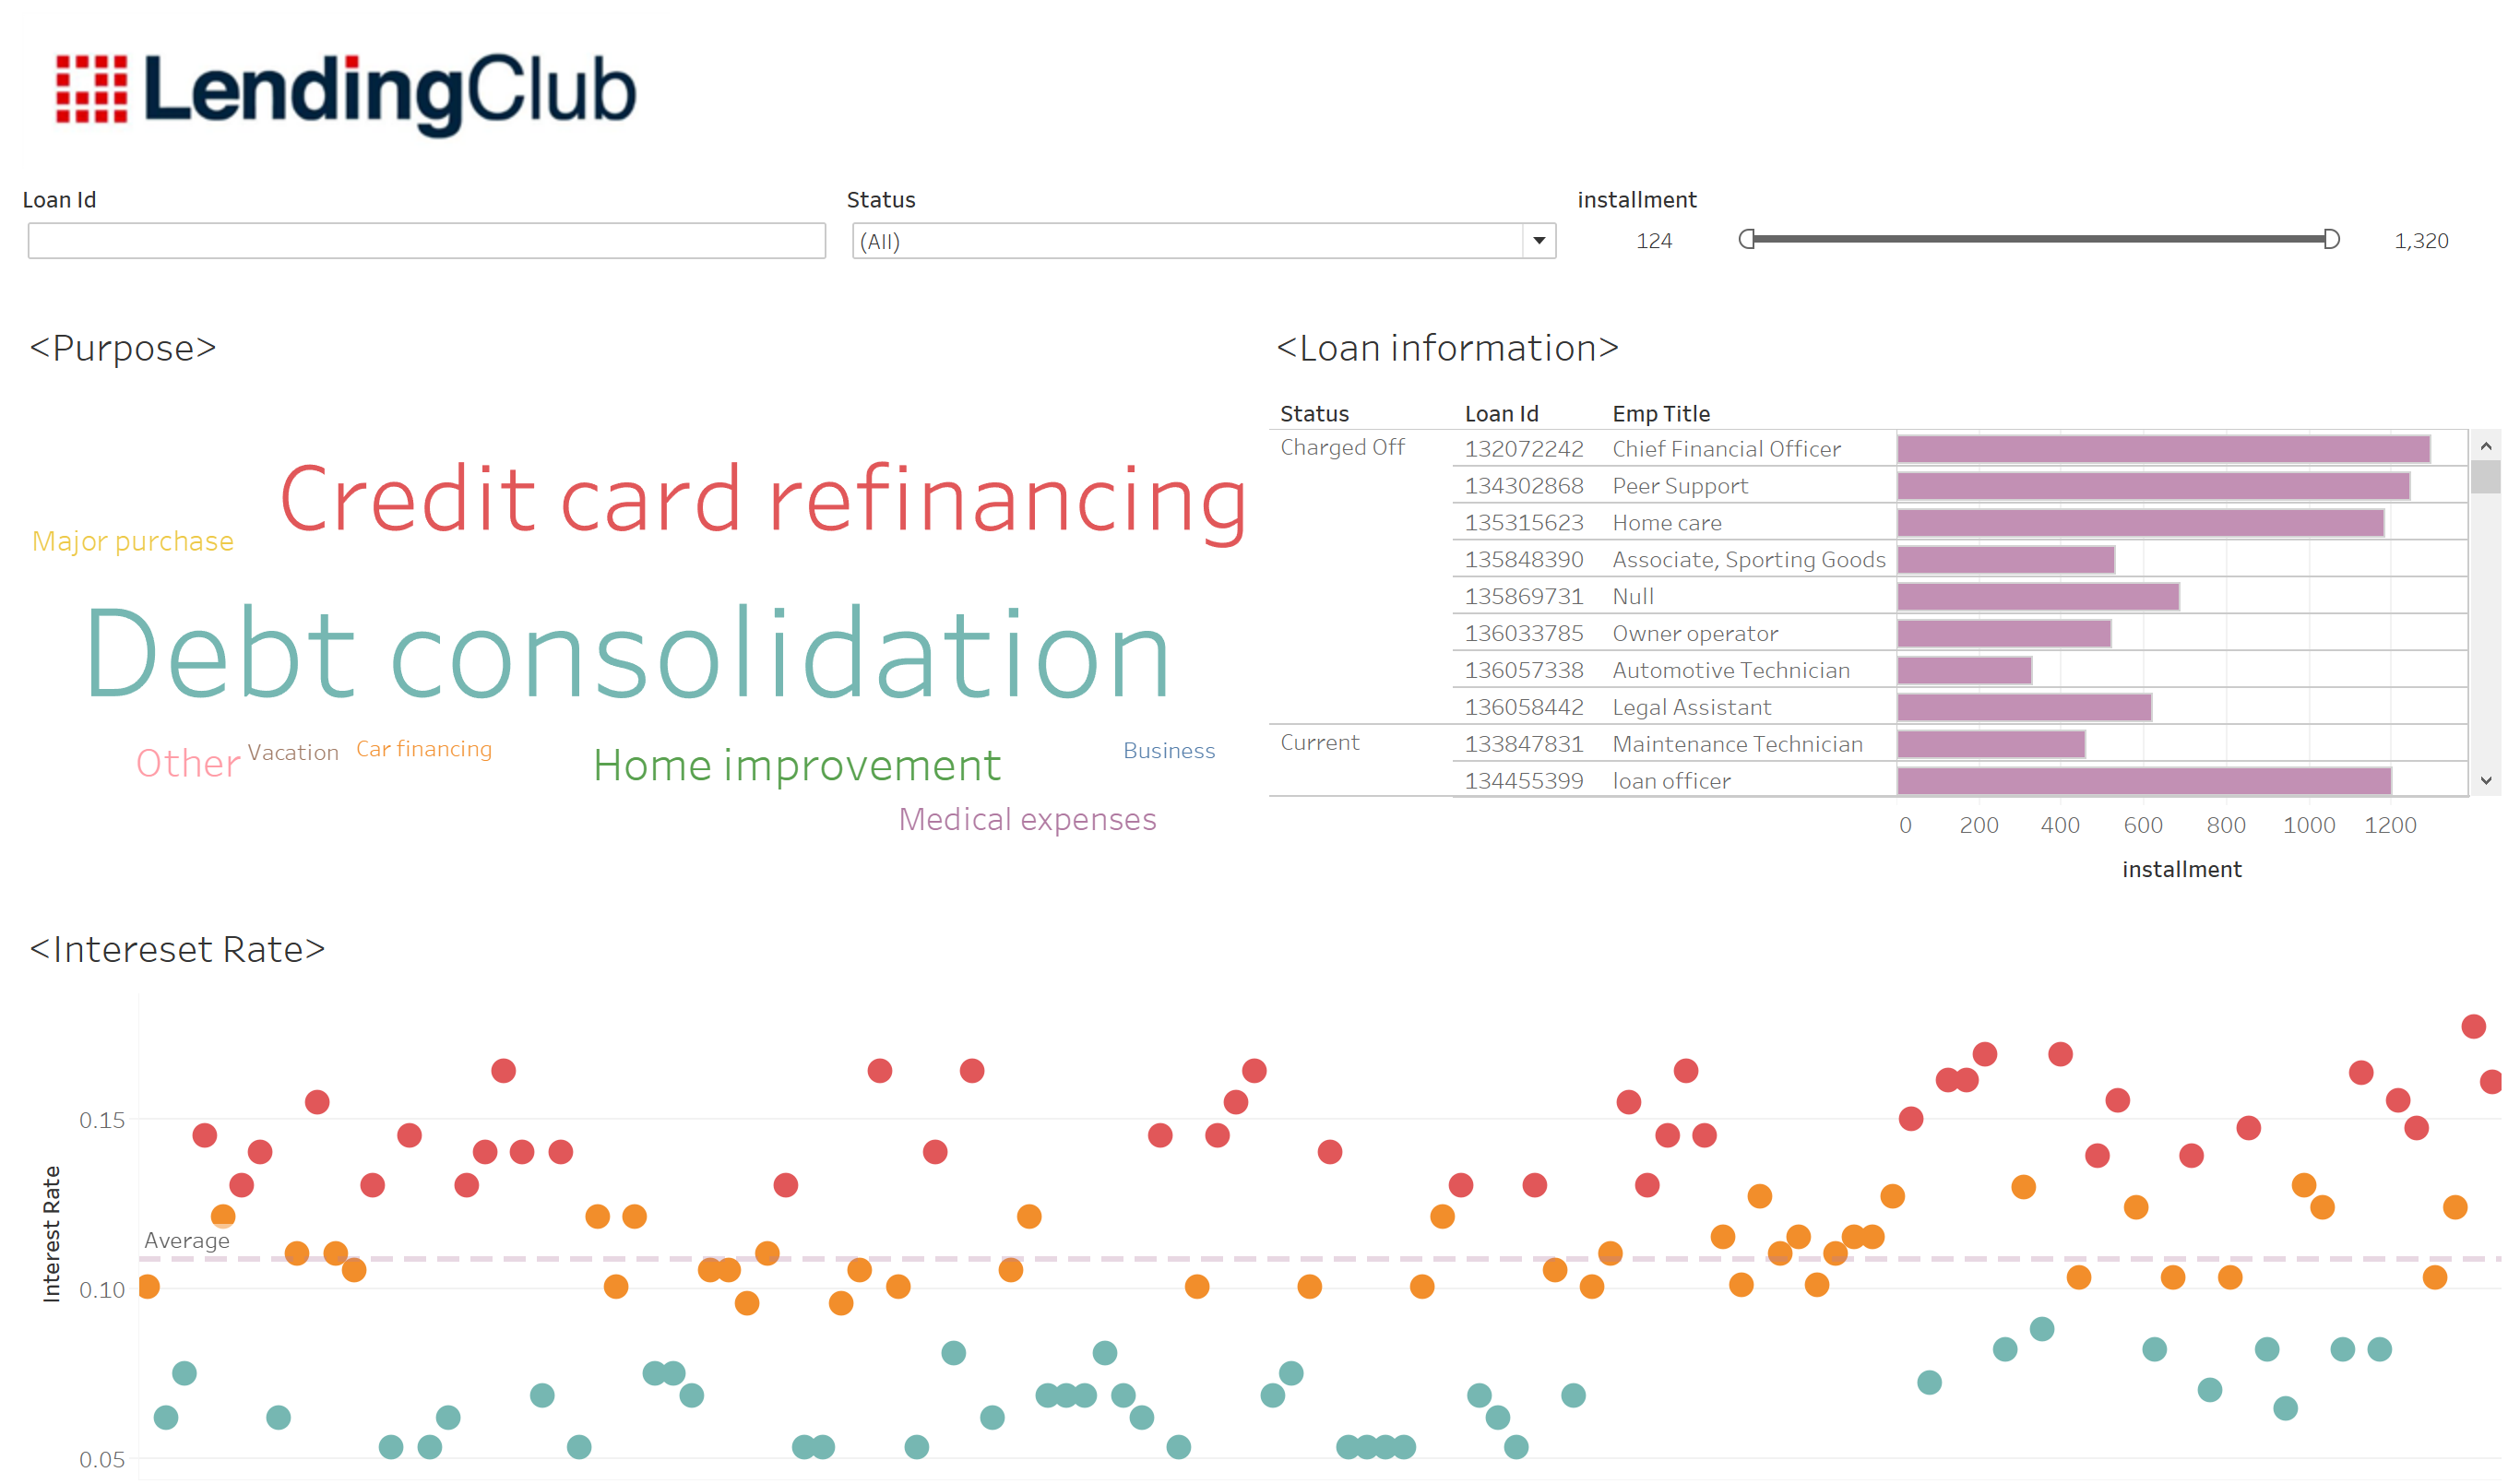 LendingClub
Loan Id Status installment
(All) 124 1,320
<Purpose>
Credit card refinancing
Major purchase
Debt consolidation
Other Vacation Car financing Home improvement Business
Medical expenses
<Loan information>
Status Loan Id Emp Title
Charged Off 132072242 Chief Financial Officer
134302868 Peer Support
135315623 Home care
135848390 Associate, Sporting Goods
135869731 Null
136033785 Owner operator
136057338 Automotive Technician
136058442 Legal Assistant
Current 133847831 Maintenance Technician
134455399 loan officer
0 200 400 600 800 1000 1200
installment
<Intereset Rate>
Interest Rate
0.15
Average
0.10
0.05